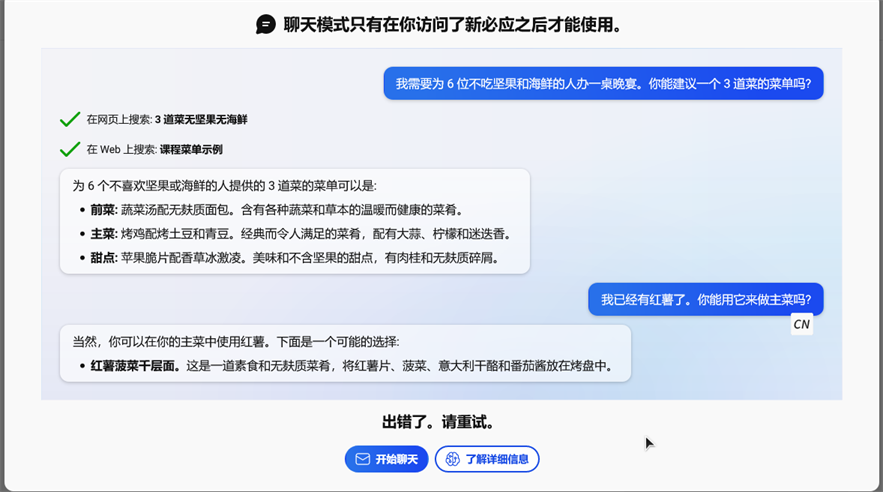 聊天模式只有在你访问了新必应之后才能使用。
我需要为 6 位不吃坚果和海鲜的人办一桌晚宴。你能建议一个 3 道菜的菜单吗?
在网页上搜索: 3 道菜无坚果无海鲜
在 Web 上搜索: 课程菜单示例
为 6 个不喜欢坚果或海鲜的人提供的 3 道菜的菜单可以是:
• 前菜: 蔬菜汤配无麸质面包。含有各种蔬菜和草本的温暖而健康的菜肴。
• 主菜: 烤鸡配烤土豆和青豆。经典而令人满足的菜肴，配有大蒜、柠檬和迷迭香。
• 甜点: 苹果脆片配香草冰激凌。美味和不含坚果的甜点，有肉桂和无麸质碎屑。
我已经有红薯了。你能用它来做主菜吗?
CN
当然，你可以在你的主菜中使用红薯。下面是一个可能的选择:
• 红薯菠菜千层面。这是一道素食和无麸质菜肴，将红薯片、菠菜、意大利干酪和番茄酱放在烤盘中。
出错了。请重试。
开始聊天
了解详细信息